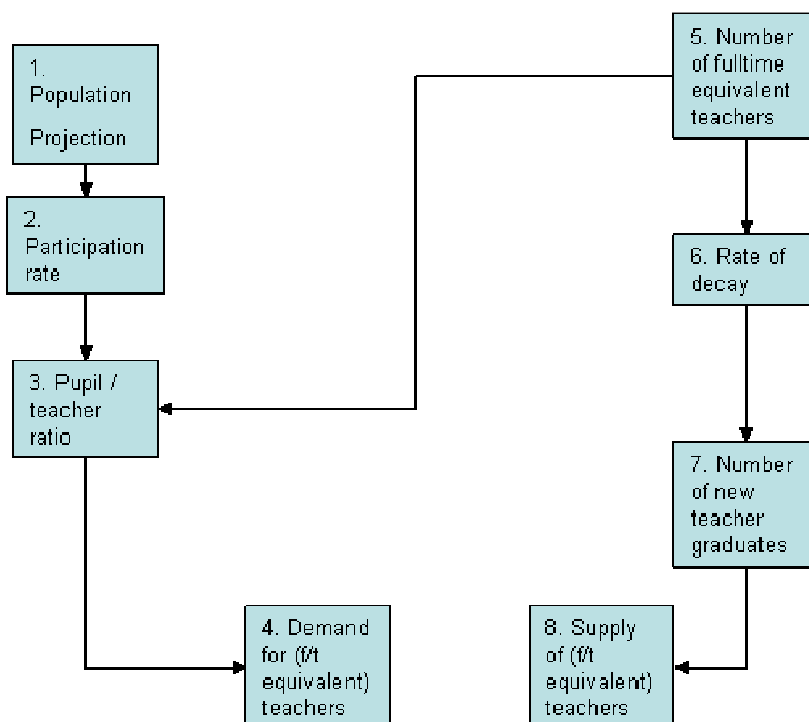 1.
Population
Projection
2.
Participation
rate
3. Pupil /
teacher
ratio
4. Demand
for (f/t
equivalent)
teachers
5. Number
of fulltime
equivalent
teachers
6. Rate of
decay
7. Number
of new
teacher
graduates
8. Supply
of (f/t
equivalent)
teachers